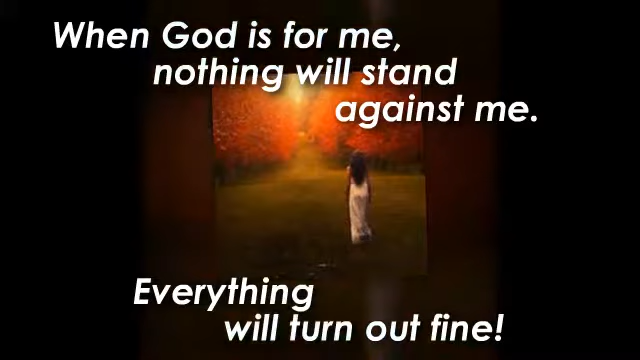 When God is for me,
nothing will stand
against me.
Everything
will turn out fine!